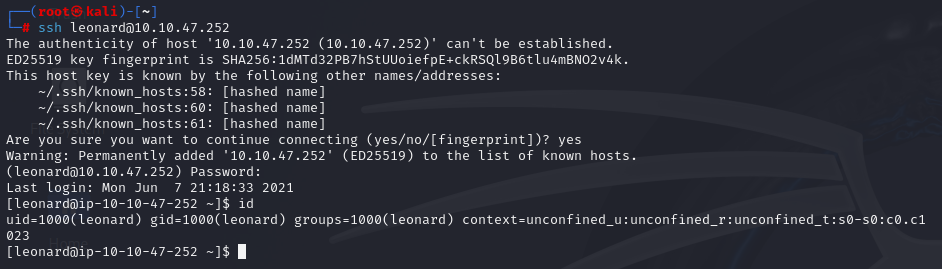 ┌──(root㉿kali)-[~]
└─# ssh leonard@10.10.47.252
The authenticity of host '10.10.47.252 (10.10.47.252)' can't be established.
ED25519 key fingerprint is SHA256:1dMTd32PB7hStUUoiefpE+ckRSQl9B6tlu4mBNO2v4k.
This host key is known by the following other names/addresses:
    ~/.ssh/known_hosts:58: [hashed name]
    ~/.ssh/known_hosts:60: [hashed name]
    ~/.ssh/known_hosts:61: [hashed name]
Are you sure you want to continue connecting (yes/no/[fingerprint])? yes
Warning: Permanently added '10.10.47.252' (ED25519) to the list of known hosts.
(leonard@10.10.47.252) Password:
Last login: Mon Jun  7 21:18:33 2021
[leonard@ip-10-10-47-252 ~]$ id
uid=1000(leonard) gid=1000(leonard) groups=1000(leonard) context=unconfined_u:unconfined_r:unconfined_t:s0-s0:c0.c1
023
[leonard@ip-10-10-47-252 ~]$